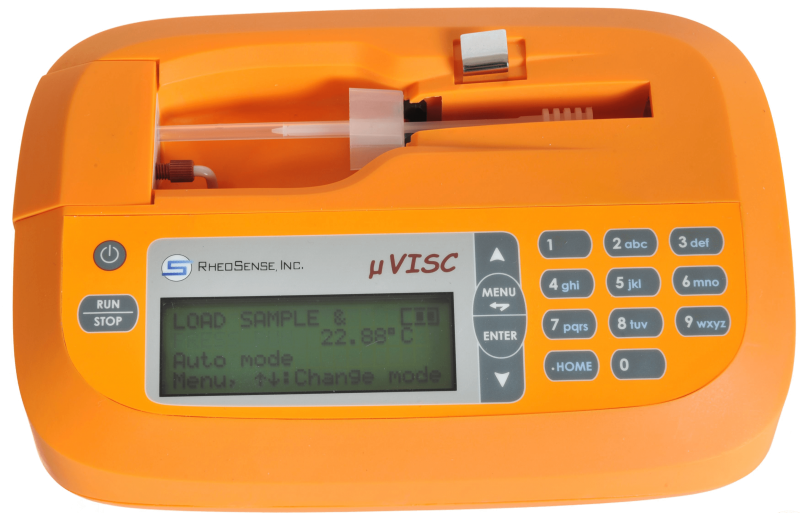 RHEOSENSE, INC.
µVISC
RUN
STOP
LOAD SAMPLE &
22.88°C
Auto mode
Menu, ↑↓:Change mode
MENU
ENTER
1
2 abc
3 def
4 ghi
5 jkl
6 mno
7 pqrs
8 tuv
9 wxyz
.HOME
0